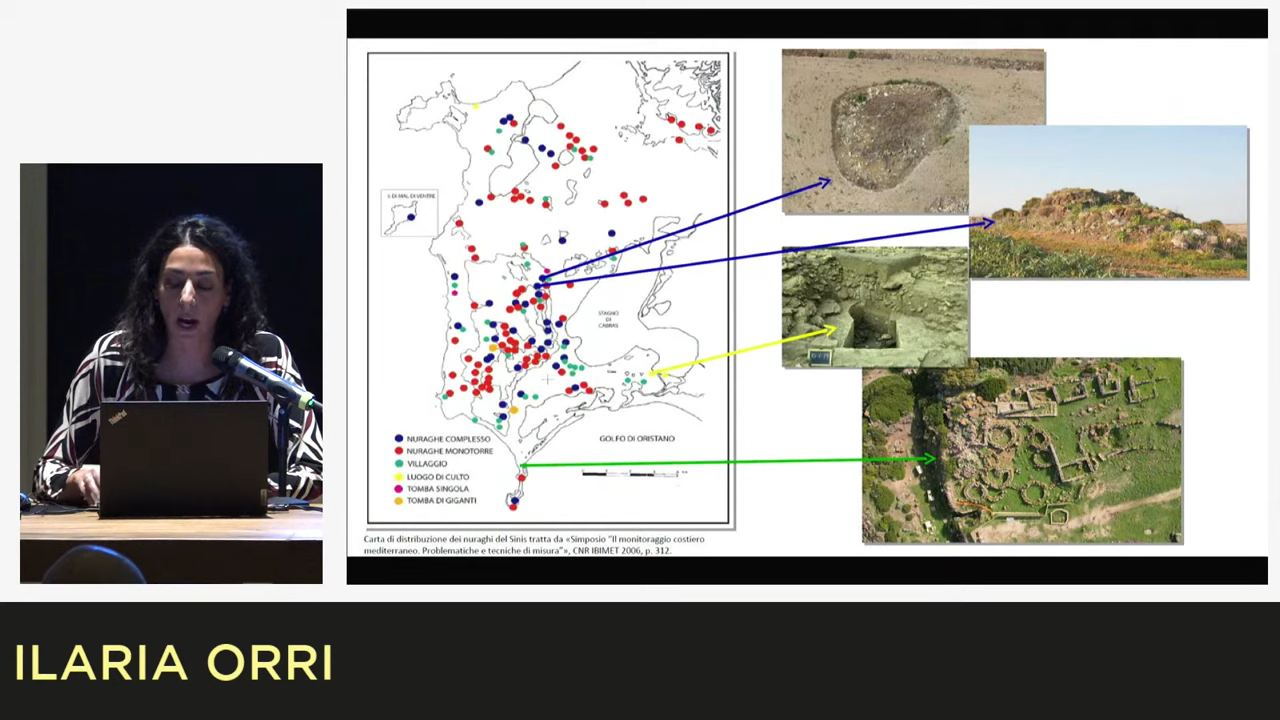 I. DI MAL DI VENTRE
STAGNO
DI
CABRAS
NURAGHE COMPLESSO
NURAGHE MONOTORRE
VILLAGGIO
LUOGO DI CULTO
TOMBA SINGOLA
TOMBA DI GIGANTI
GOLFO DI ORISTANO
Carta di distribuzione dei nuraghi del Sinis tratta da «Simposio "Il monitoraggio costiero
mediterraneo. Problematiche e tecniche di misura"», CNR IBIMET 2006, p. 312.
ThinkPad
ILARIA ORRI